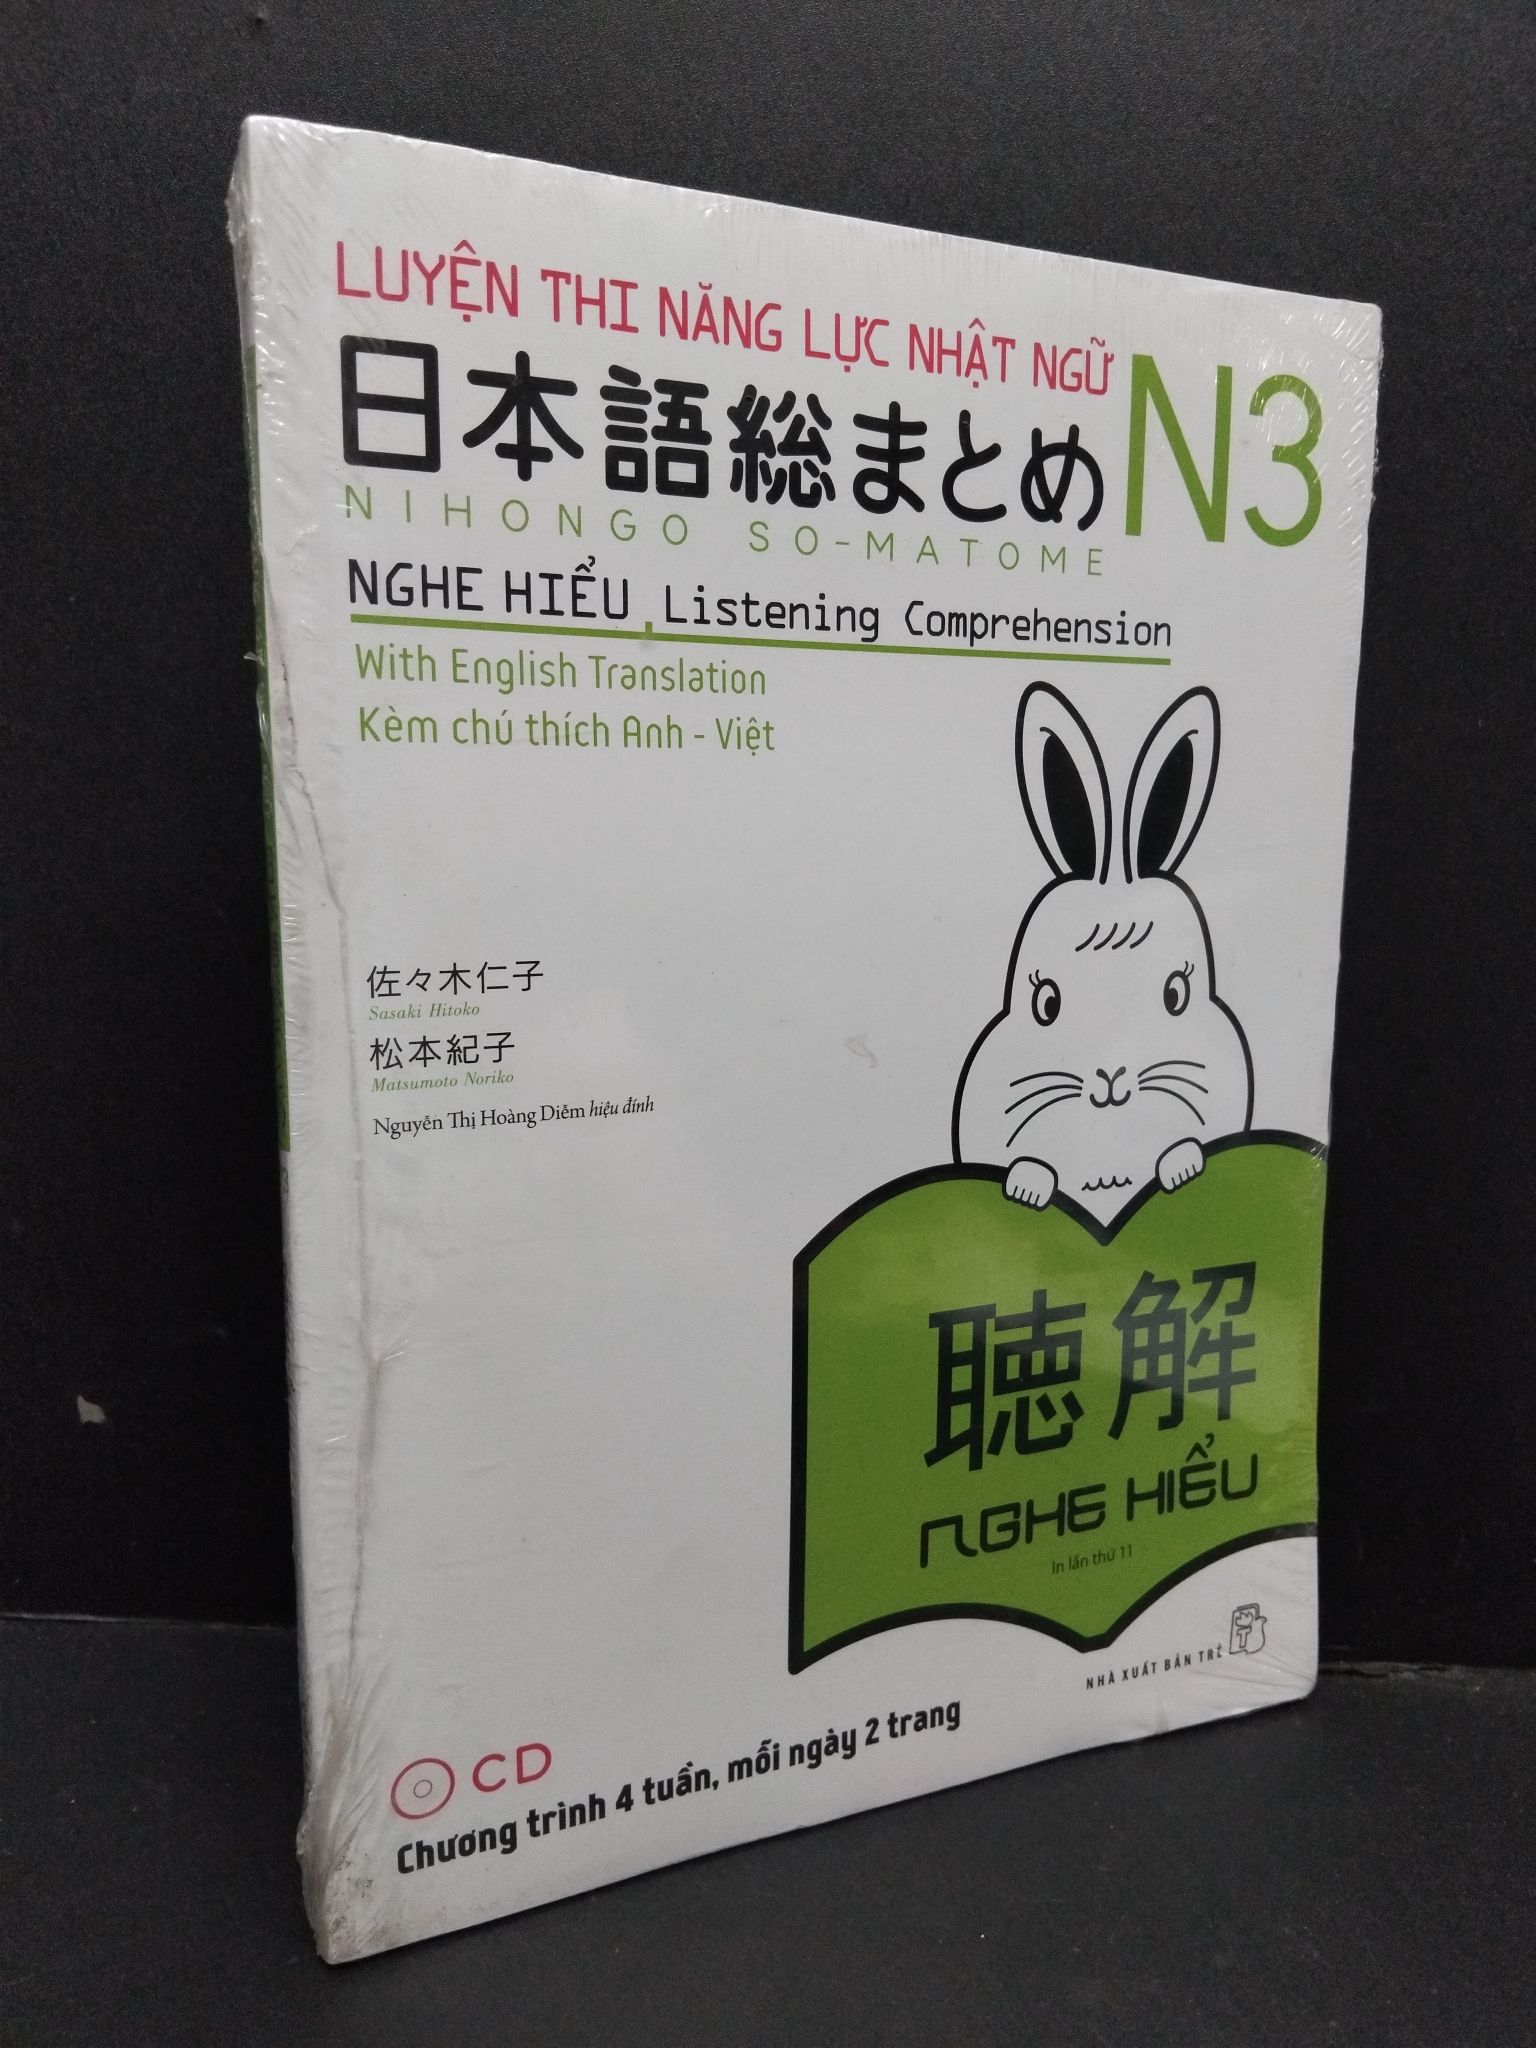 LUYỆN THI NĂNG LỰC NHẬT NGỮ
日本語総まとめ N3
NIHONGO SO-MATOME
NGHE HIỂU Listening Comprehension
With English Translation
Kèm chú thích Anh - Việt
佐々木仁子
Sasaki Hitoko
松本紀子
Matsumoto Noriko
Nguyễn Thị Hoàng Diễm hiệu đính
聴解
NGHE HIỂU
In lần thứ 11
NHÀ XUẤT BẢN TRẺ
CD
Chương trình 4 tuần, mỗi ngày 2 trang